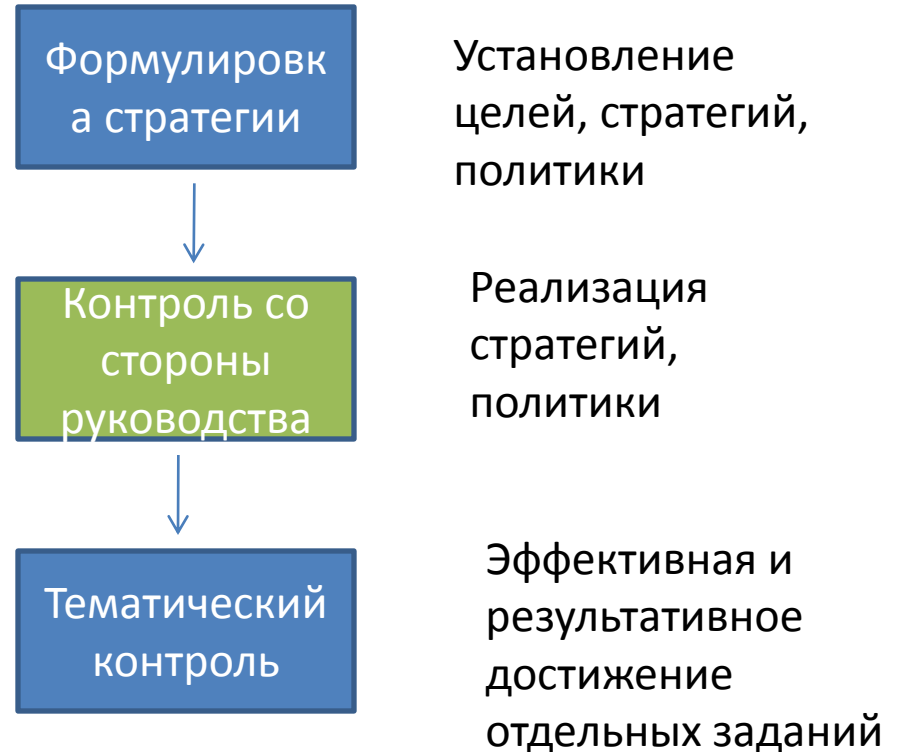 Формулировк
а стратегии
Установление
целей, стратегий,
политики
Контроль со
стороны
руководства
Реализация
стратегий,
политики
Тематический
контроль
Эффективная и
результативное
достижение
отдельных заданий